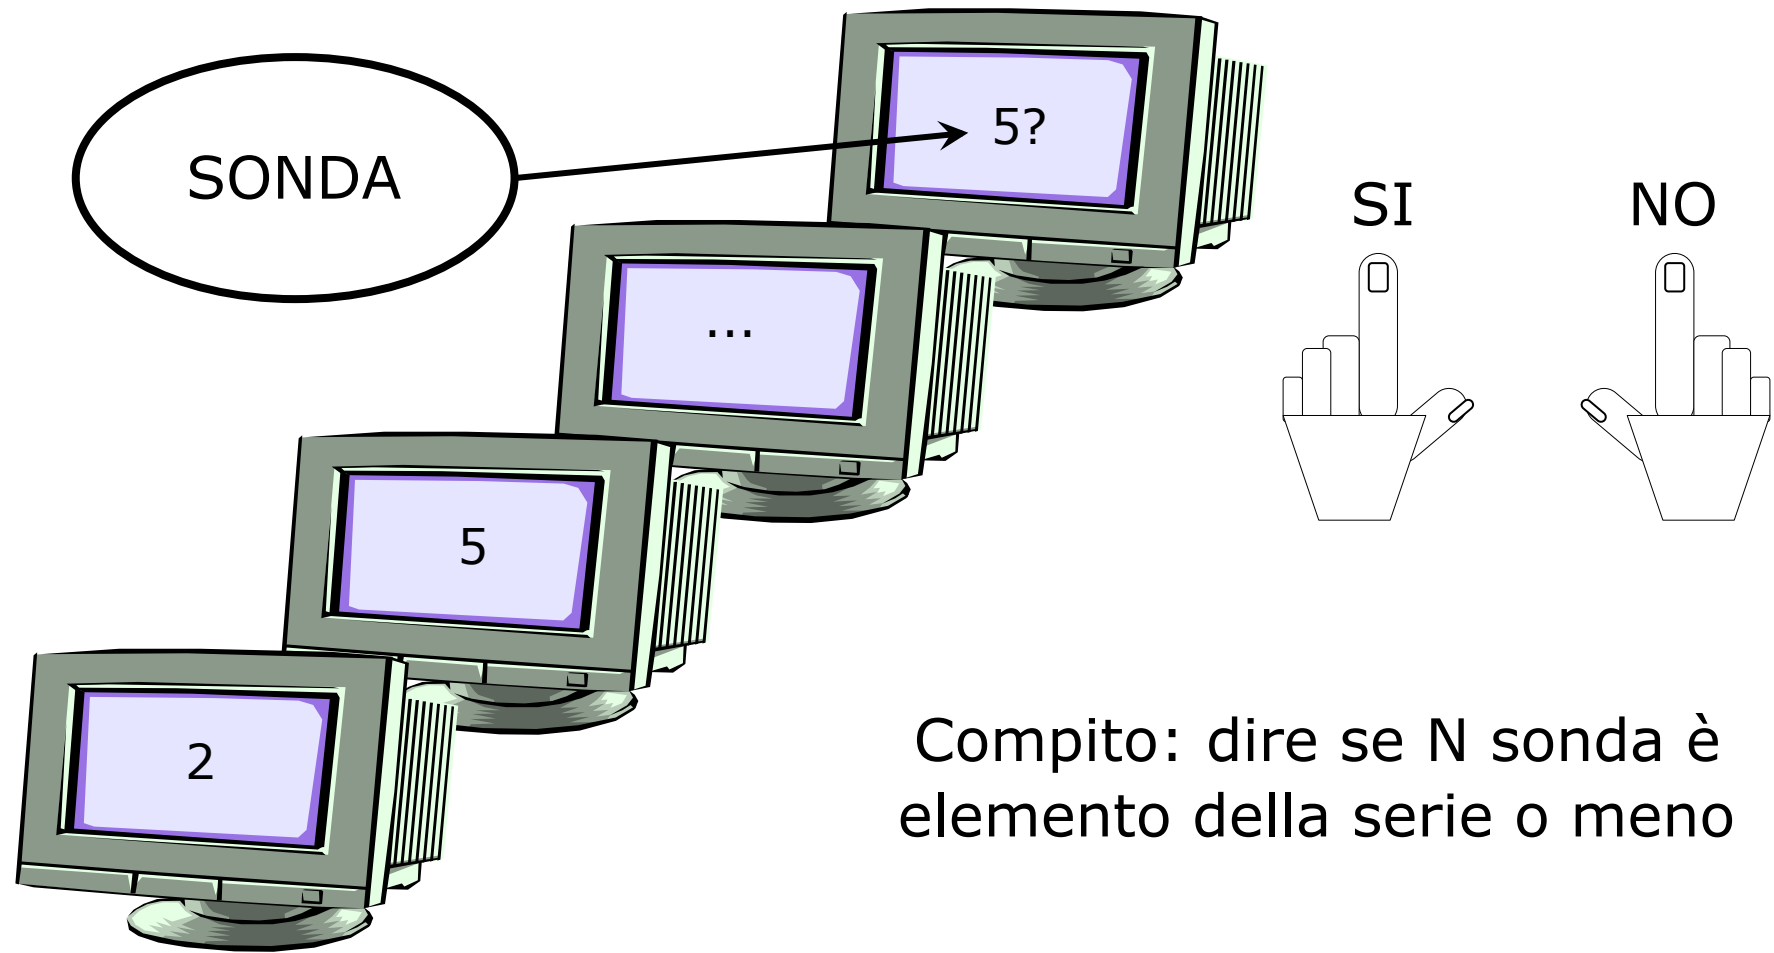 5?
SONDA
SI
NO
...
5
2
Compito: dire se N sonda è
elemento della serie o meno